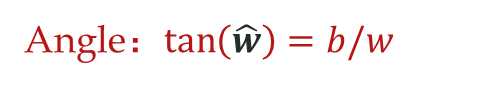 Angle: tan(𝒘̂) = 𝑏/𝑤